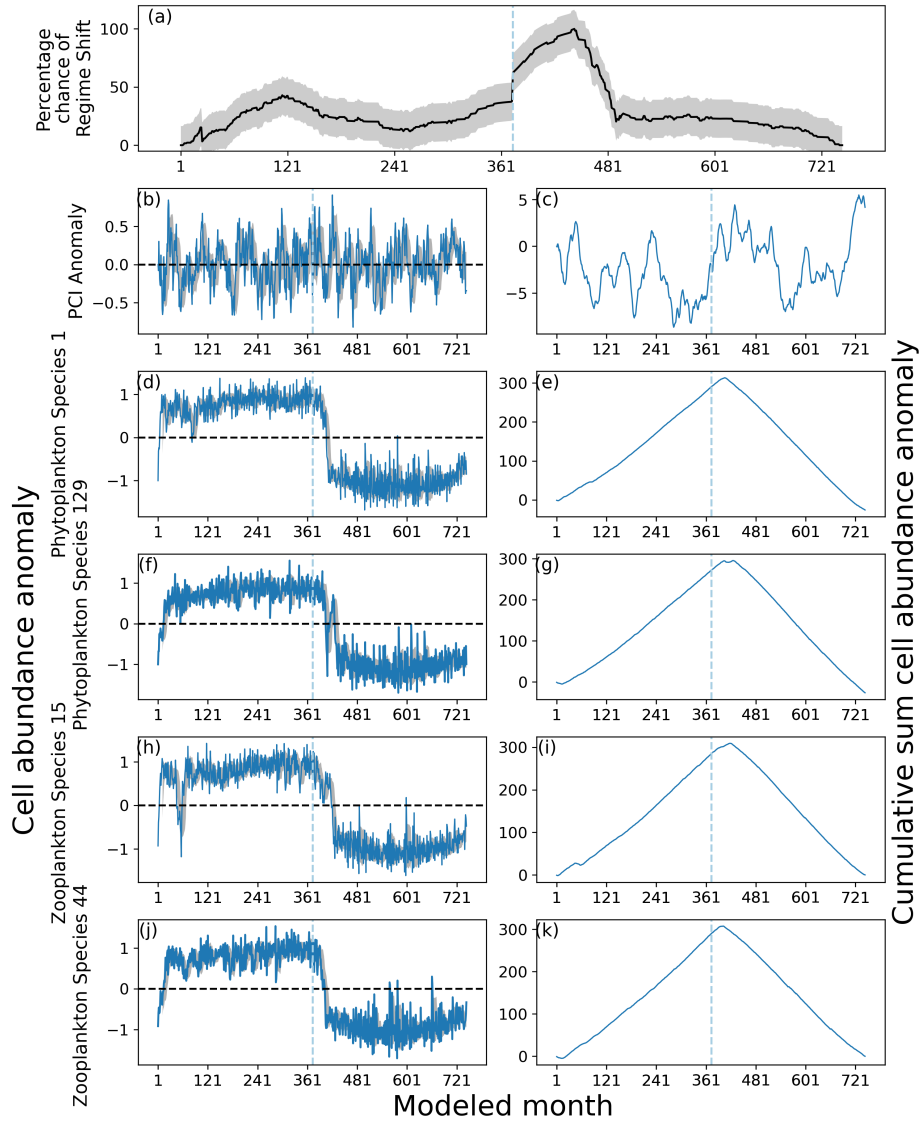 (a)
Percentage
chance of
Regime Shift
100
50
0
1 121 241 361 481 601 721
(b)
PCI Anomaly
0.5
0.0
−0.5
1 121 241 361 481 601 721
(c)
5
0
−5
1 121 241 361 481 601 721
(d)
Phytoplankton Species 1
1
0
−1
1 121 241 361 481 601 721
(e)
300
200
100
0
1 121 241 361 481 601 721
(f)
Phytoplankton Species 129
1
0
−1
1 121 241 361 481 601 721
(g)
300
200
100
0
1 121 241 361 481 601 721
(h)
Zooplankton Species 15
1
0
−1
1 121 241 361 481 601 721
(i)
300
200
100
0
1 121 241 361 481 601 721
(j)
Zooplankton Species 44
1
0
−1
1 121 241 361 481 601 721
(k)
300
200
100
0
1 121 241 361 481 601 721
Cell abundance anomaly
Cumulative sum cell abundance anomaly
Modeled month